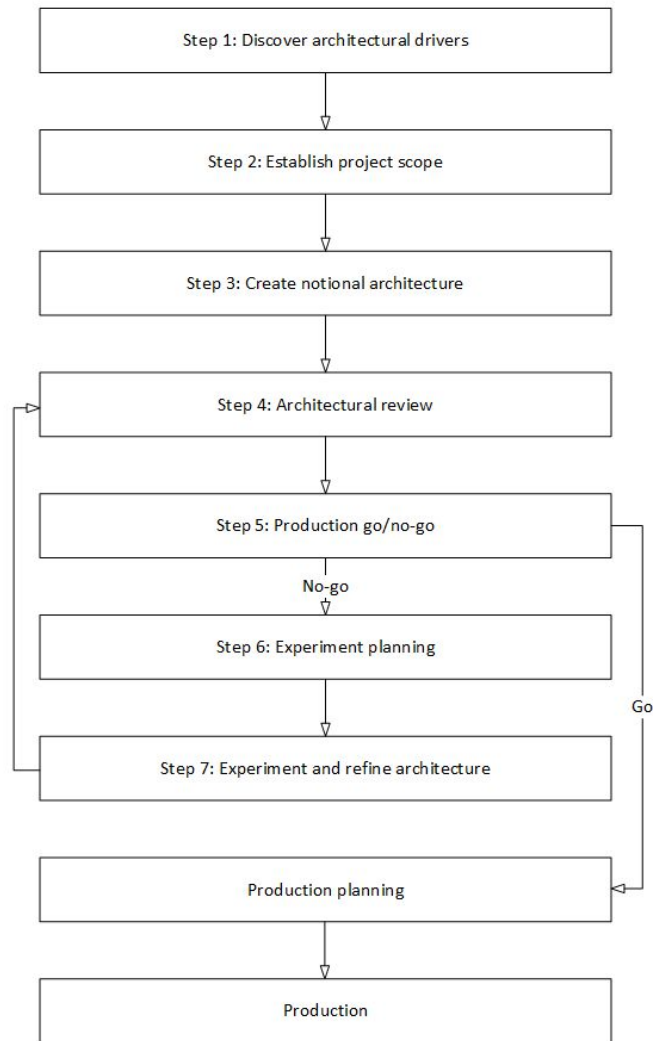 Step 1: Discover architectural drivers
Step 2: Establish project scope
Step 3: Create notional architecture
Step 4: Architectural review
Step 5: Production go/no-go
No-go
Step 6: Experiment planning
Go
Step 7: Experiment and refine architecture
Production planning
Production